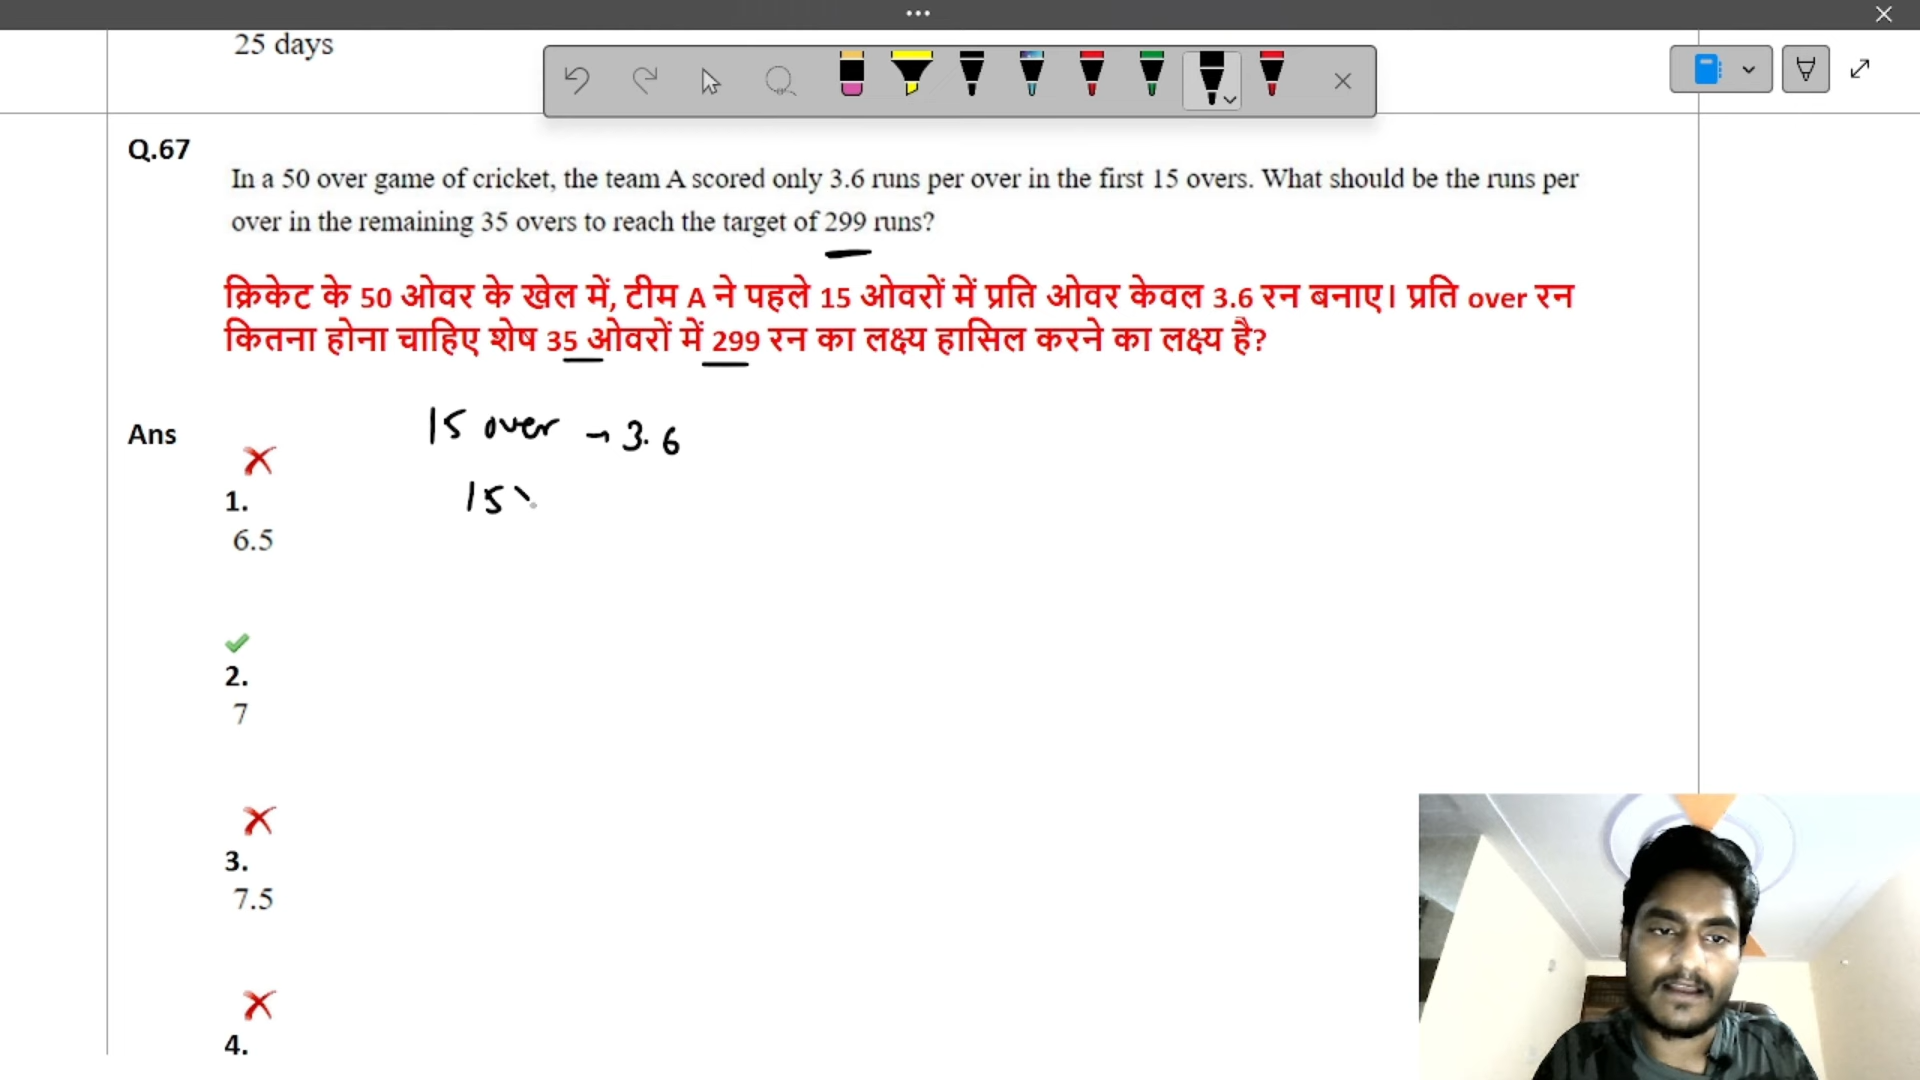 25 days
Q.67
In a 50 over game of cricket, the team A scored only 3.6 runs per over in the first 15 overs. What should be the runs per
over in the remaining 35 overs to reach the target of 299 runs?
क्रिकेट के 50 ओवर के खेल में, टीम A ने पहले 15 ओवरों में प्रति ओवर केवल 3.6 रन बनाए। प्रति over रन
कितना होना चाहिए शेष 35 ओवरों में 299 रन का लक्ष्य हासिल करने का लक्ष्य है?
Ans
15 over → 3.6
15
1.
6.5
2.
7
3.
7.5
4.